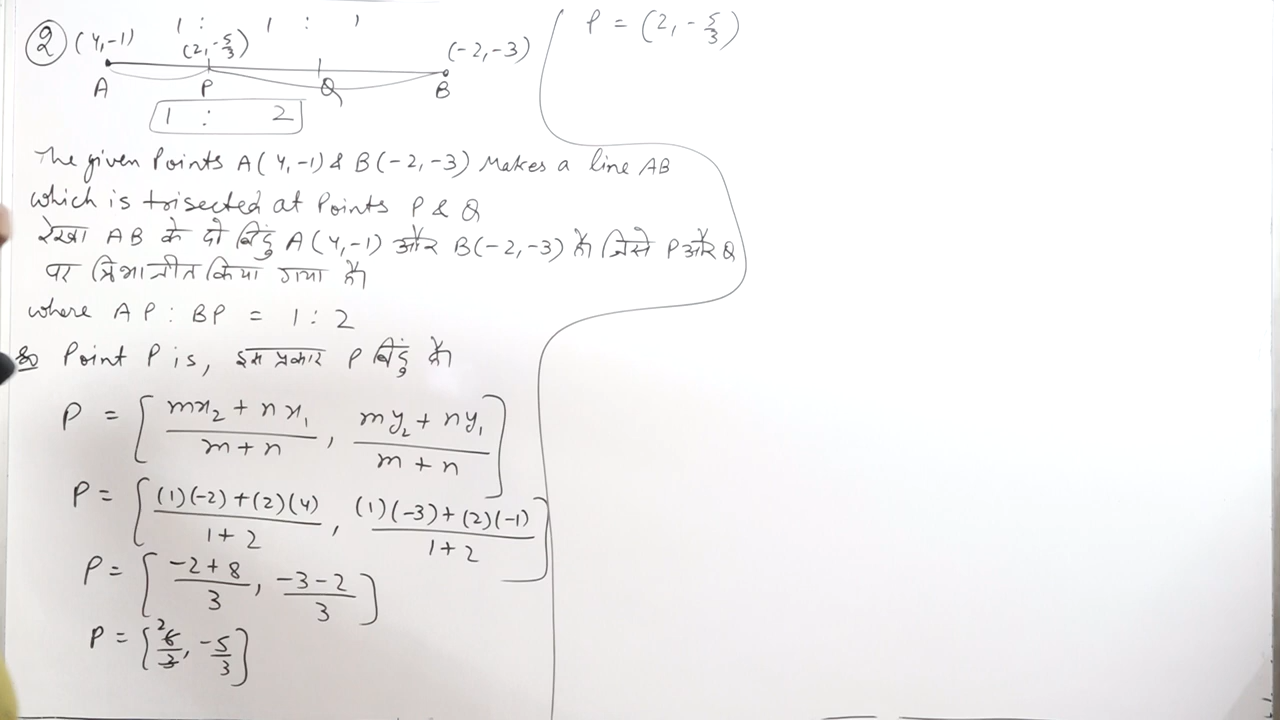 ② (4,-1) 1 : 1 : 1
(2,-5/3) (-2,-3)
A P Q B
1 : 2
The given Points A(4,-1) & B(-2,-3) Makes a line AB
which is trisected at Points P & Q
रेखा AB के दो बिंदु A(4,-1) और B(-2,-3) है। जिसे P और Q
पर त्रिभाजीत किया गया है।
where AP : BP = 1 : 2
So Point P is, इस प्रकार P बिंदु है।
P = [ (mx₂ + nx₁)/(m+n) , (my₂ + ny₁)/(m+n) ]
P = [ ((1)(-2)+(2)(4))/(1+2) , ((1)(-3)+(2)(-1))/(1+2) ]
P = [ (-2+8)/3 , (-3-2)/3 ]
P = [ 2 6/3 , -5/3 ]
P = (2, -5/3)